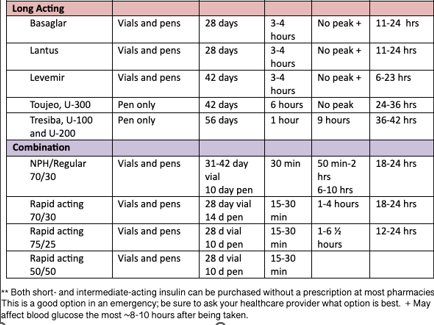 Long Acting
Basaglar Vials and pens 28 days 3-4 hours No peak + 11-24 hrs
Lantus Vials and pens 28 days 3-4 hours No peak + 11-24 hrs
Levemir Vials and pens 42 days 3-4 hours No peak + 6-23 hrs
Toujeo, U-300 Pen only 42 days 6 hours No peak 24-36 hrs
Tresiba, U-100 and U-200 Pen only 56 days 1 hour 9 hours 36-42 hrs
Combination
NPH/Regular 70/30 Vials and pens 31-42 day vial 10 day pen 30 min 50 min-2 hrs 6-10 hrs 18-24 hrs
Rapid acting 70/30 Vials and pens 28 day vial 14 d pen 15-30 min 1-4 hours 18-24 hrs
Rapid acting 75/25 Vials and pens 28 d vial 10 d pen 15-30 min 1-6 ½ hours 12-24 hrs
Rapid acting 50/50 Vials and pens 28 d vial 10 d pen 15-30 min
** Both short- and intermediate-acting insulin can be purchased without a prescription at most pharmacies
This is a good option in an emergency; be sure to ask your healthcare provider what option is best. + May
affect blood glucose the most ~8-10 hours after being taken.